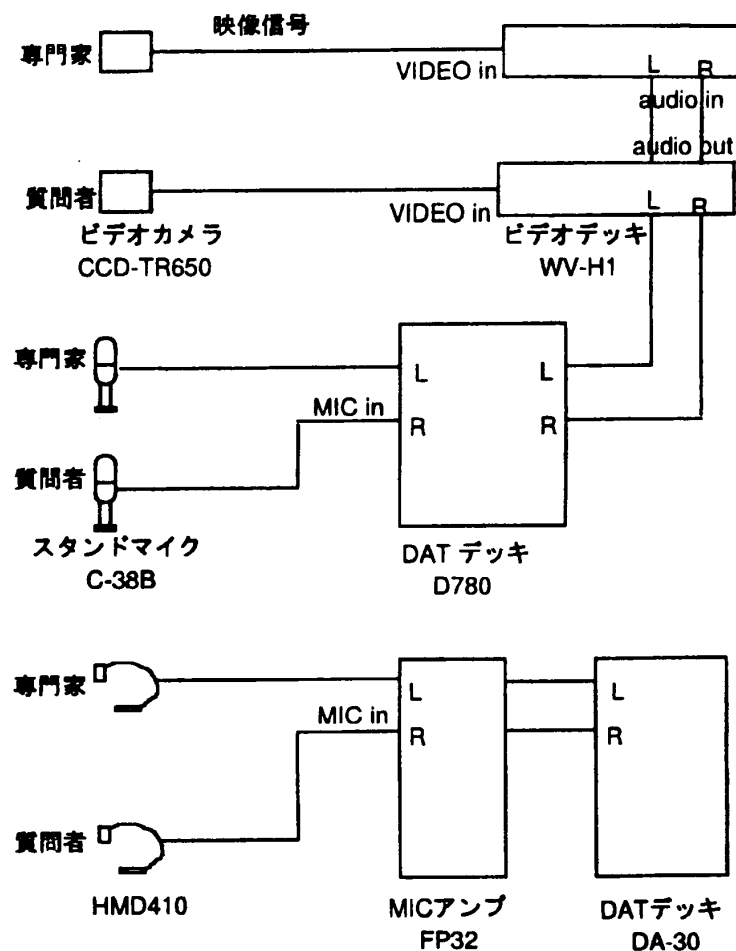 映像信号
専門家
VIDEO in
L R
audio in
audio out
質問者
VIDEO in
L R
ビデオカメラ
CCD-TR650
ビデオデッキ
WV-H1
専門家
L L
MIC in
R R
質問者
スタンドマイク
C-38B
DAT デッキ
D780
専門家
L L
MIC in
R R
質問者
HMD410
MICアンプ
FP32
DATデッキ
DA-30